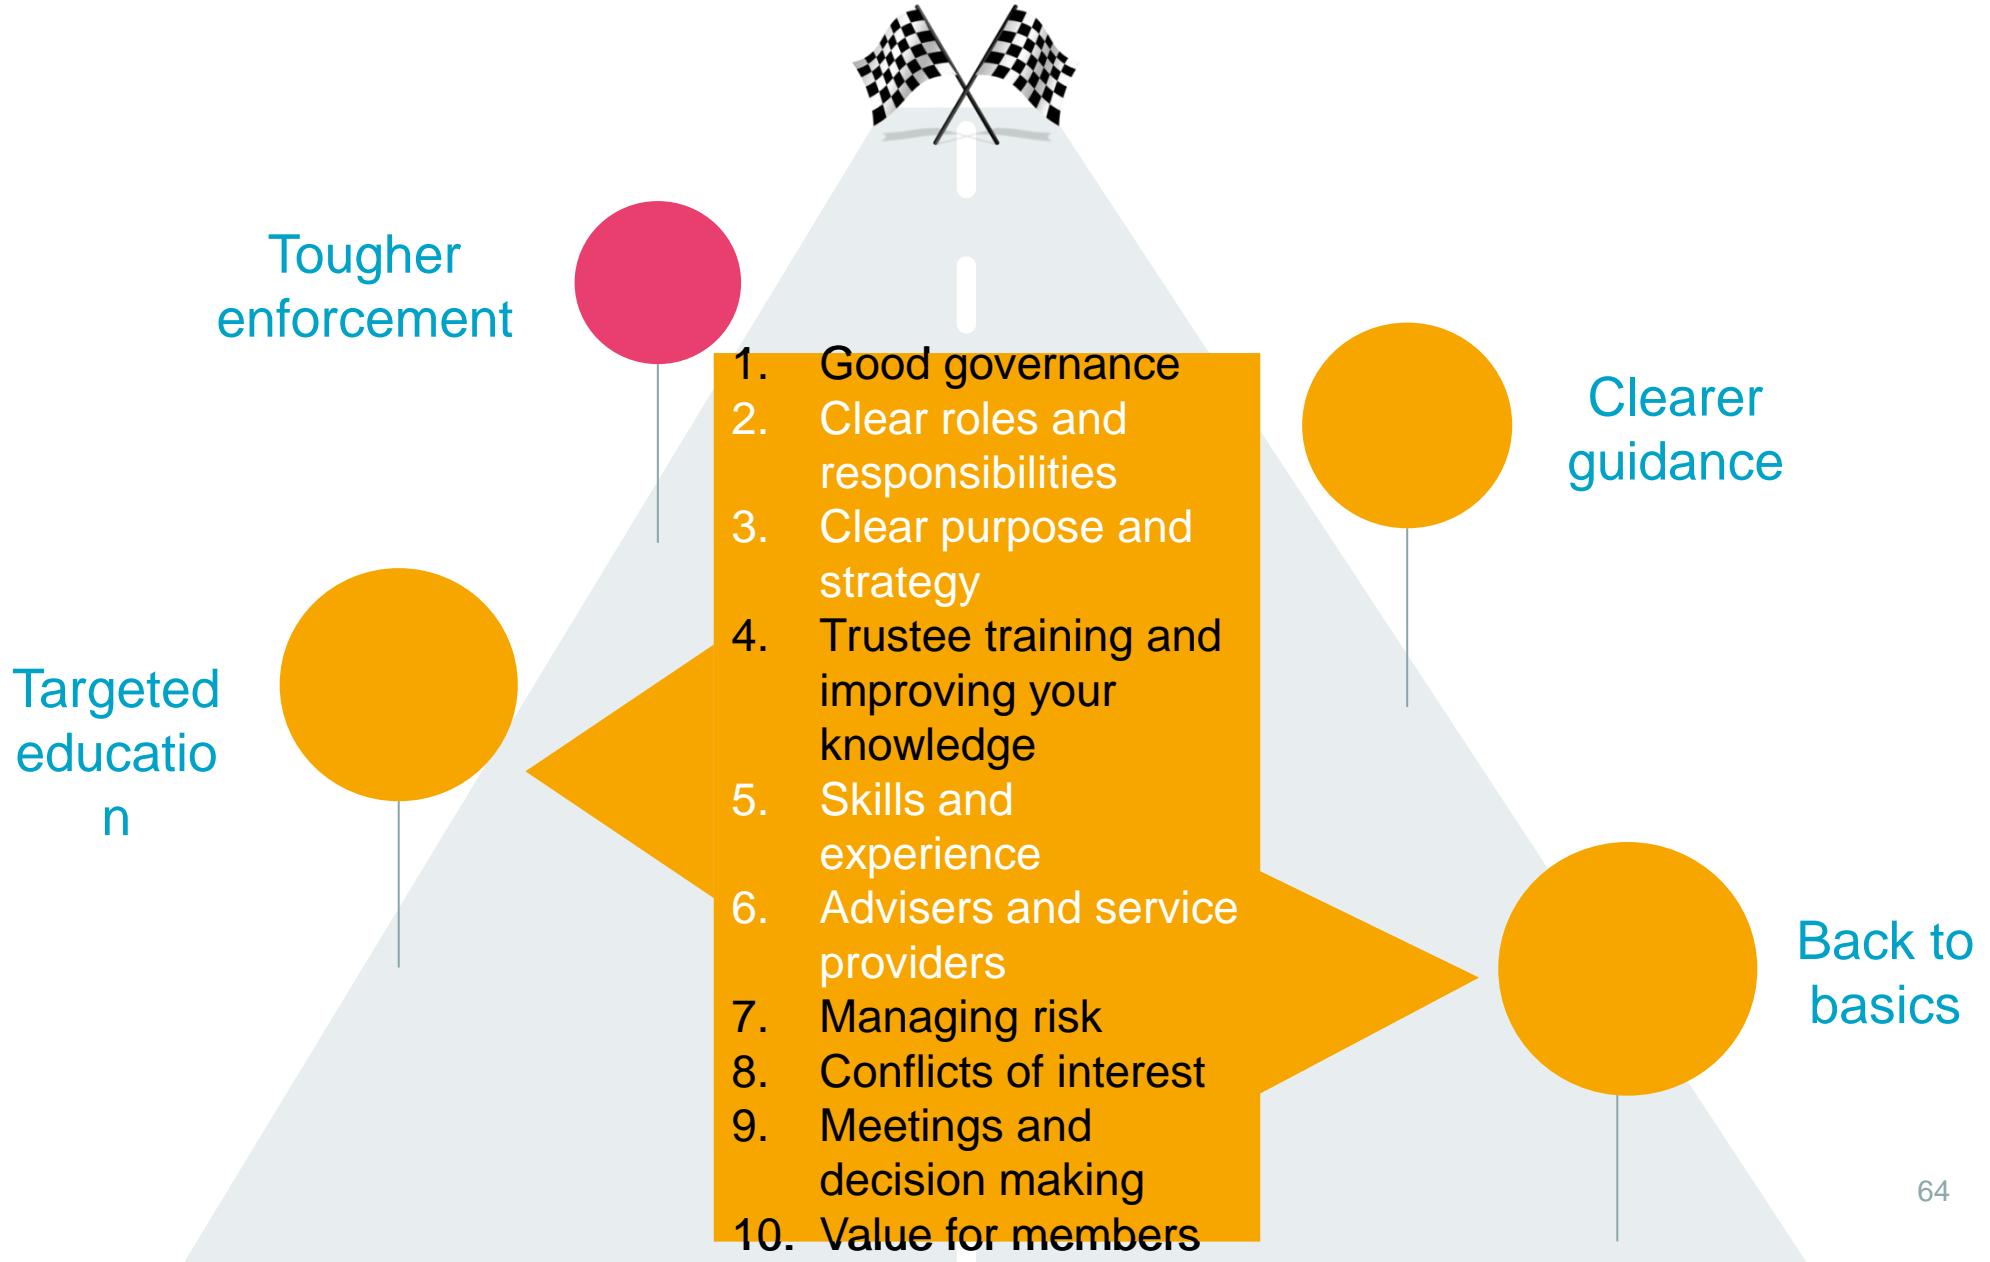 Tougher
enforcement
1. Good governance
2. Clear roles and
responsibilities
3. Clear purpose and
strategy
4. Trustee training and
improving your
knowledge
5. Skills and
experience
6. Advisers and service
providers
7. Managing risk
8. Conflicts of interest
9. Meetings and
decision making
10. Value for members
Clearer
guidance
Targeted
educatio
n
Back to
basics
64